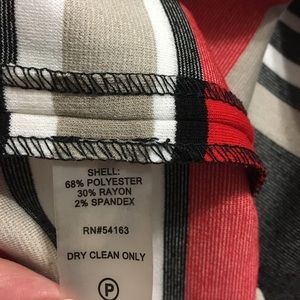 SHELL:
68% POLYESTER
30% RAYON
2% SPANDEX
RN#54163
DRY CLEAN ONLY
P